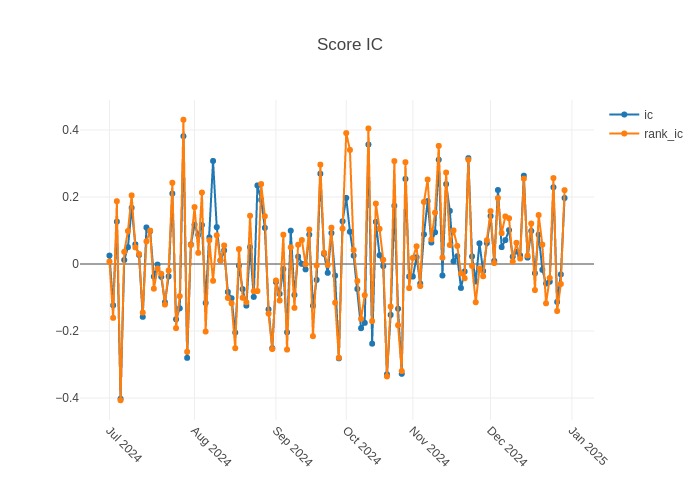 Score IC
ic
rank_ic
0.4
0.2
0
−0.2
−0.4
Jul 2024
Aug 2024
Sep 2024
Oct 2024
Nov 2024
Dec 2024
Jan 2025